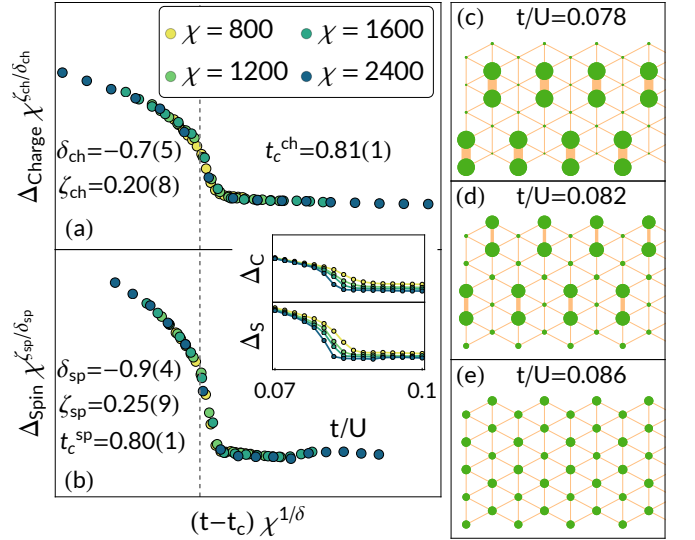 χ = 800
χ = 1600
χ = 1200
χ = 2400
Δ_Charge χ^{ζ_ch/δ_ch}
δ_ch=−0.7(5)
ζ_ch=0.20(8)
t_c^ch=0.81(1)
(a)
Δ_Spin χ^{ζ_sp/δ_sp}
δ_sp=−0.9(4)
ζ_sp=0.25(9)
t_c^sp=0.80(1)
(b)
Δ_C
Δ_S
0.07
0.1
t/U
(t−t_c) χ^{1/δ}
(c)
t/U=0.078
(d)
t/U=0.082
(e)
t/U=0.086